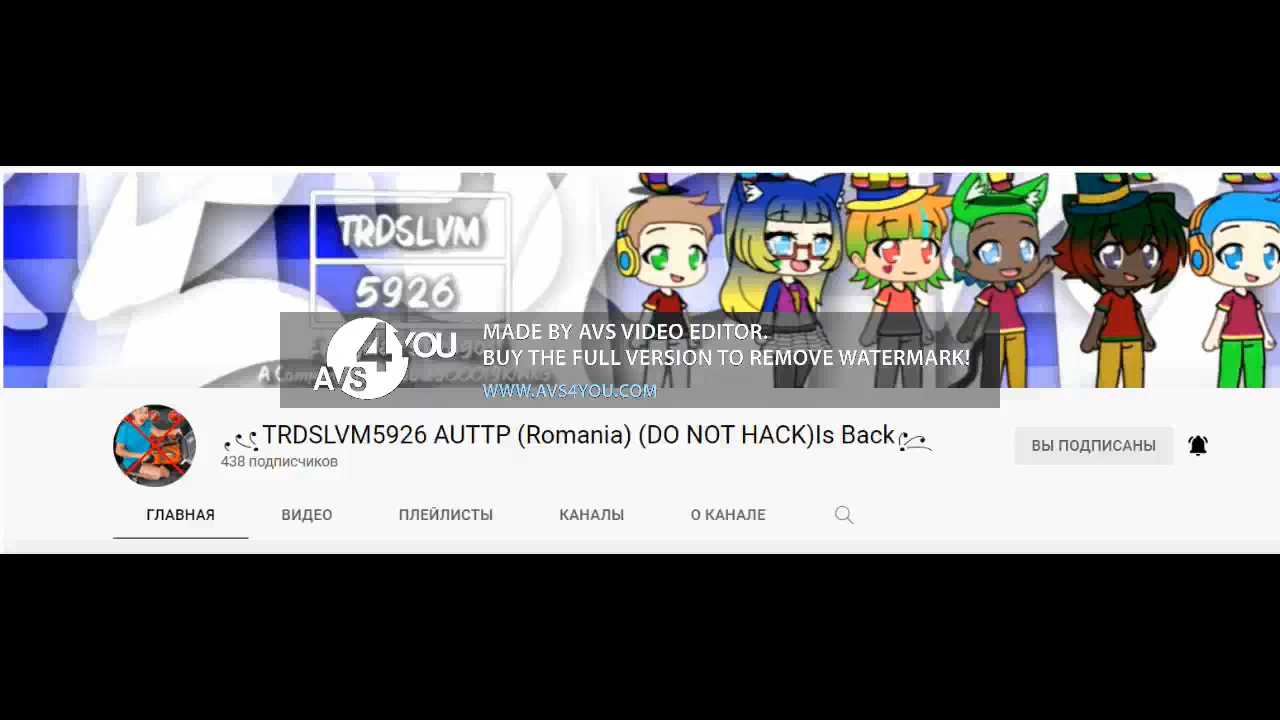 TRDSLVM
5926
4YOU
AVS
MADE BY AVS VIDEO EDITOR.
BUY THE FULL VERSION TO REMOVE WATERMARK!
WWW.AVS4YOU.COM
TRDSLVM5926 AUTTP (Romania) (DO NOT HACK)Is Back
438 подписчиков
ВЫ ПОДПИСАНЫ
ГЛАВНАЯ ВИДЕО ПЛЕЙЛИСТЫ КАНАЛЫ О КАНАЛЕ